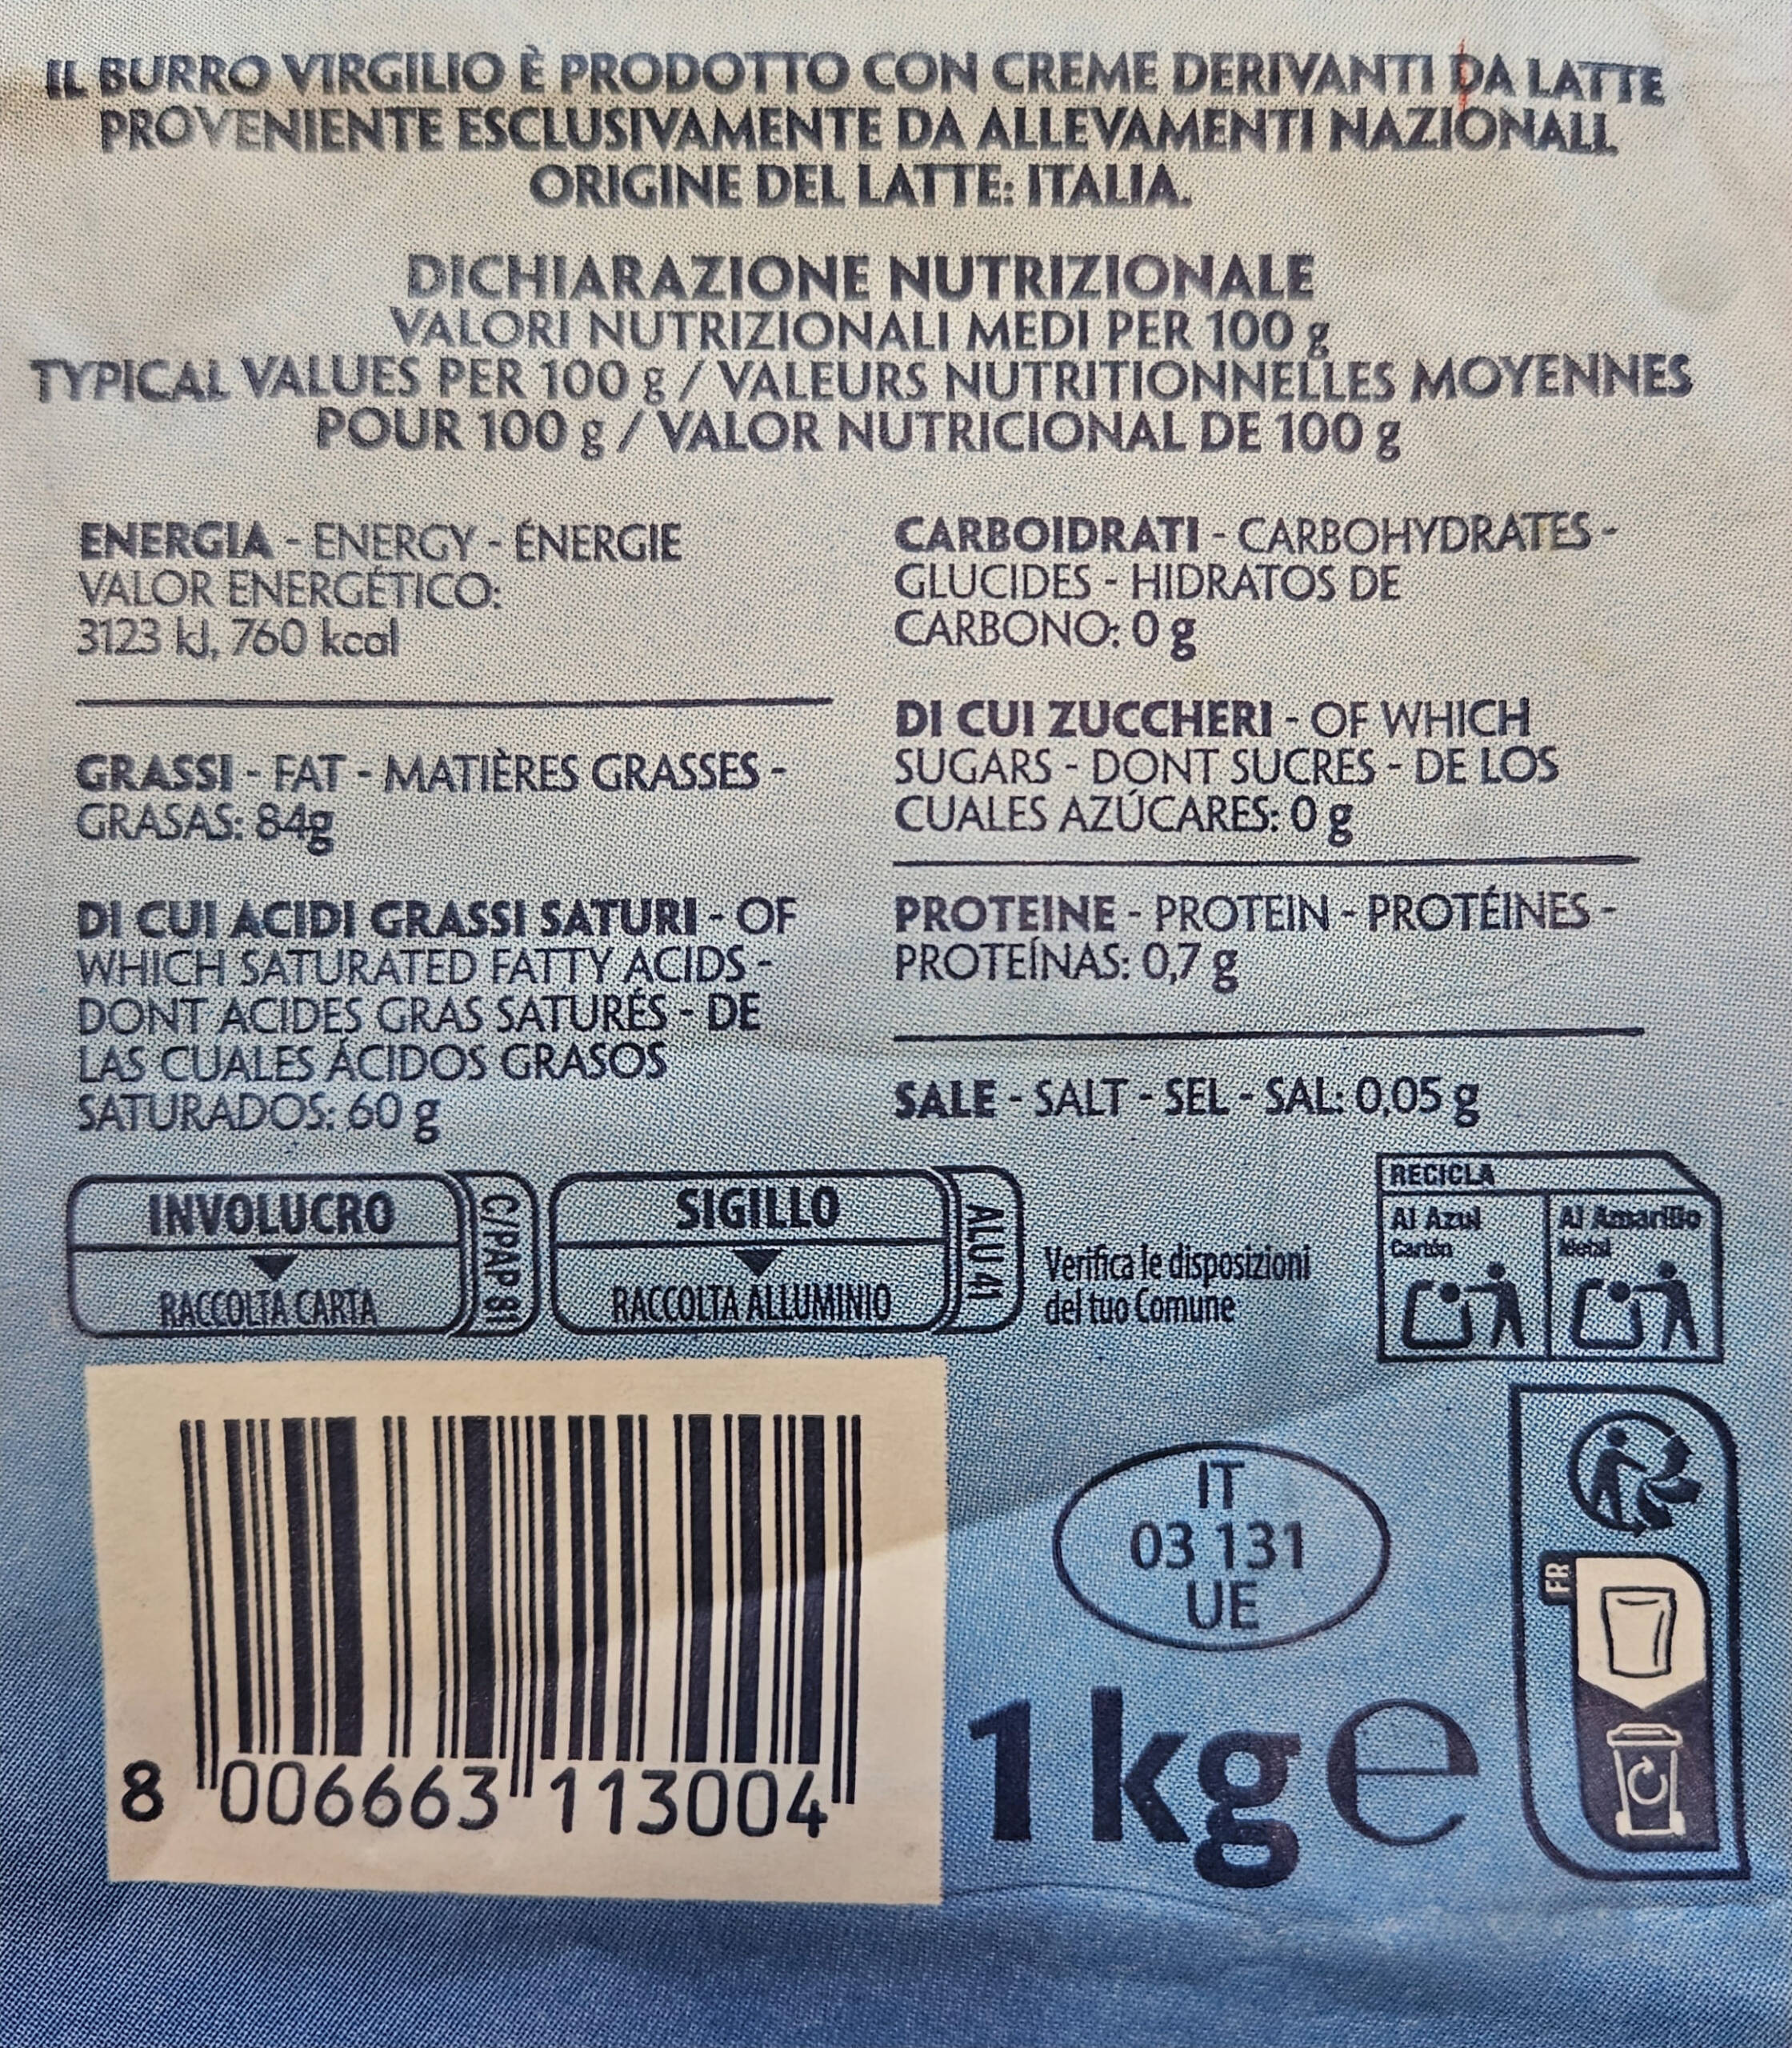 IL BURRO VIRGILIO È PRODOTTO CON CREME DERIVANTI DA LATTE
PROVENIENTE ESCLUSIVAMENTE DA ALLEVAMENTI NAZIONALI.
ORIGINE DEL LATTE: ITALIA.
DICHIARAZIONE NUTRIZIONALE
VALORI NUTRIZIONALI MEDI PER 100 g
TYPICAL VALUES PER 100 g / VALEURS NUTRITIONNELLES MOYENNES
POUR 100 g / VALOR NUTRICIONAL DE 100 g
ENERGIA - ENERGY - ÉNERGIE
VALOR ENERGÉTICO:
3123 kJ, 760 kcal
GRASSI - FAT - MATIÈRES GRASSES -
GRASAS: 84g
DI CUI ACIDI GRASSI SATURI - OF
WHICH SATURATED FATTY ACIDS -
DONT ACIDES GRAS SATURÉS - DE
LAS CUALES ÁCIDOS GRASOS
SATURADOS: 60 g
CARBOIDRATI - CARBOHYDRATES -
GLUCIDES - HIDRATOS DE
CARBONO: 0 g
DI CUI ZUCCHERI - OF WHICH
SUGARS - DONT SUCRES - DE LOS
CUALES AZÚCARES: 0 g
PROTEINE - PROTEIN - PROTÉINES -
PROTEÍNAS: 0,7 g
SALE - SALT - SEL - SAL: 0,05 g
INVOLUCRO
RACCOLTA CARTA
C/PAP 81
SIGILLO
RACCOLTA ALLUMINIO
ALU 41
Verifica le disposizioni
del tuo Comune
RECICLA
Al Azul
Cartón
Al Amarillo
Metal
8 006663 113004
IT
03 131
UE
1 kg e
FR